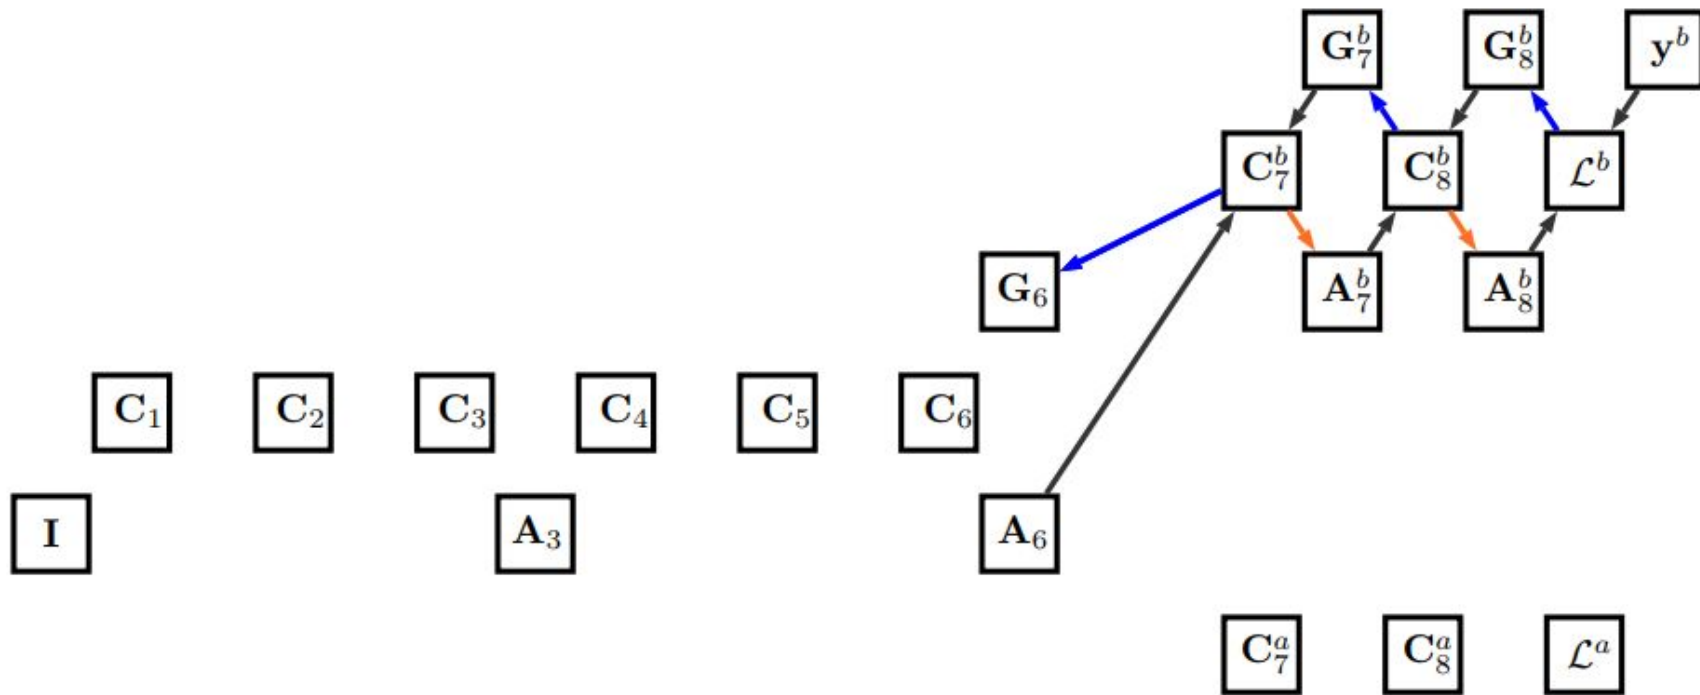 G₇ᵇ G₈ᵇ yᵇ
C₇ᵇ C₈ᵇ ℒᵇ
G₆ A₇ᵇ A₈ᵇ
C₁ C₂ C₃ C₄ C₅ C₆
I A₃ A₆
C₇ᵃ C₈ᵃ ℒᵃ